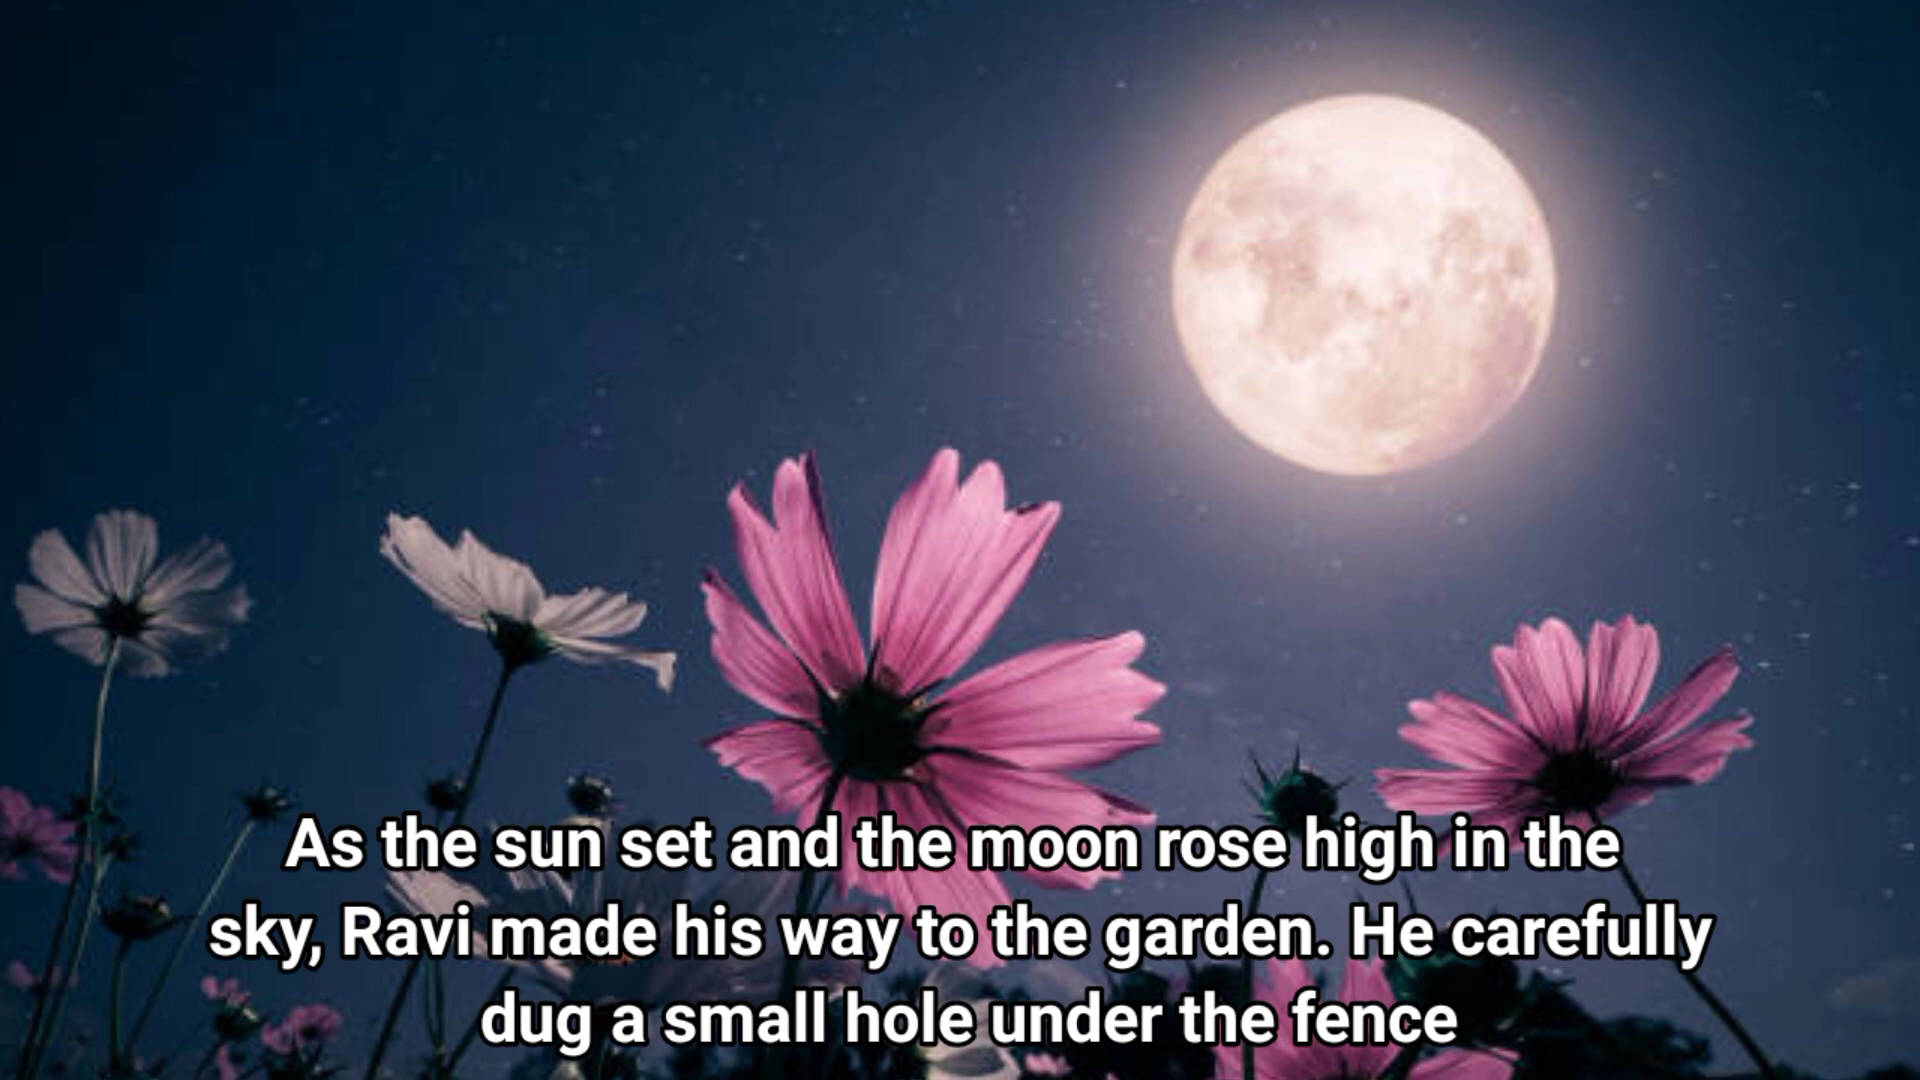 As the sun set and the moon rose high in the
sky, Ravi made his way to the garden. He carefully
dug a small hole under the fence